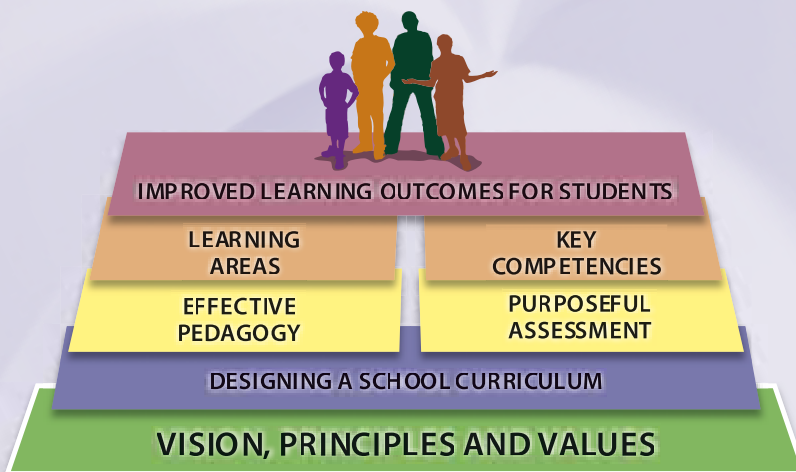 IMPROVED LEARNING OUTCOMES FOR STUDENTS
LEARNING
AREAS
KEY
COMPETENCIES
EFFECTIVE
PEDAGOGY
PURPOSEFUL
ASSESSMENT
DESIGNING A SCHOOL CURRICULUM
VISION, PRINCIPLES AND VALUES